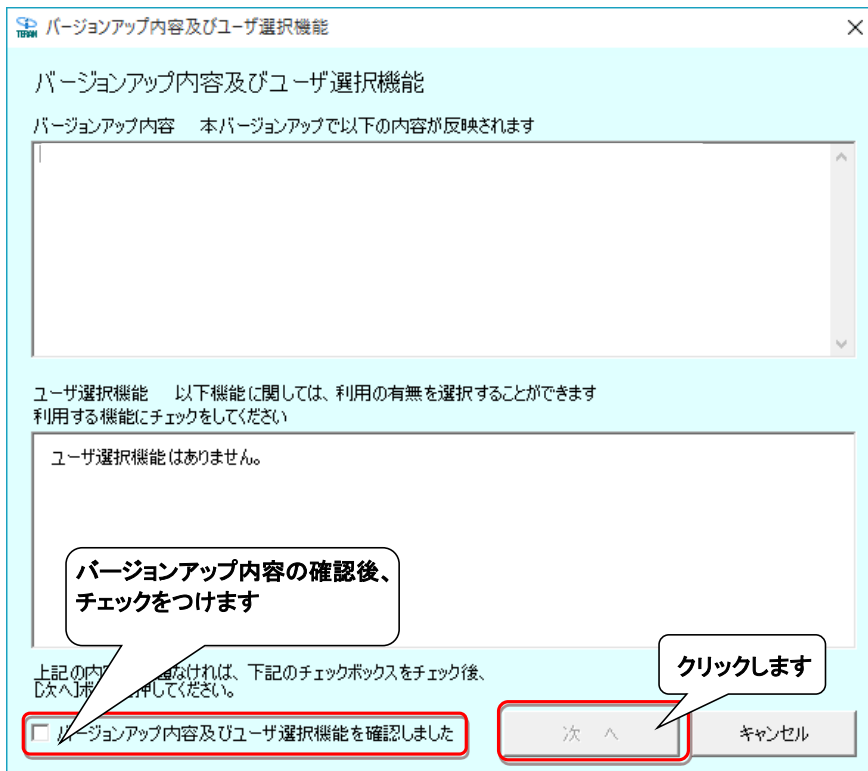 TERAN バージョンアップ内容及びユーザ選択機能
バージョンアップ内容及びユーザ選択機能
バージョンアップ内容 本バージョンアップで以下の内容が反映されます
ユーザ選択機能 以下機能に関しては、利用の有無を選択することができます
利用する機能にチェックをしてください
ユーザ選択機能はありません。
バージョンアップ内容の確認後、
チェックをつけます
上記の内 なければ、下記のチェックボックスをチェック後、
[次へ]ボ 押してください。
クリックします
バージョンアップ内容及びユーザ選択機能を確認しました
次 へ
キャンセル